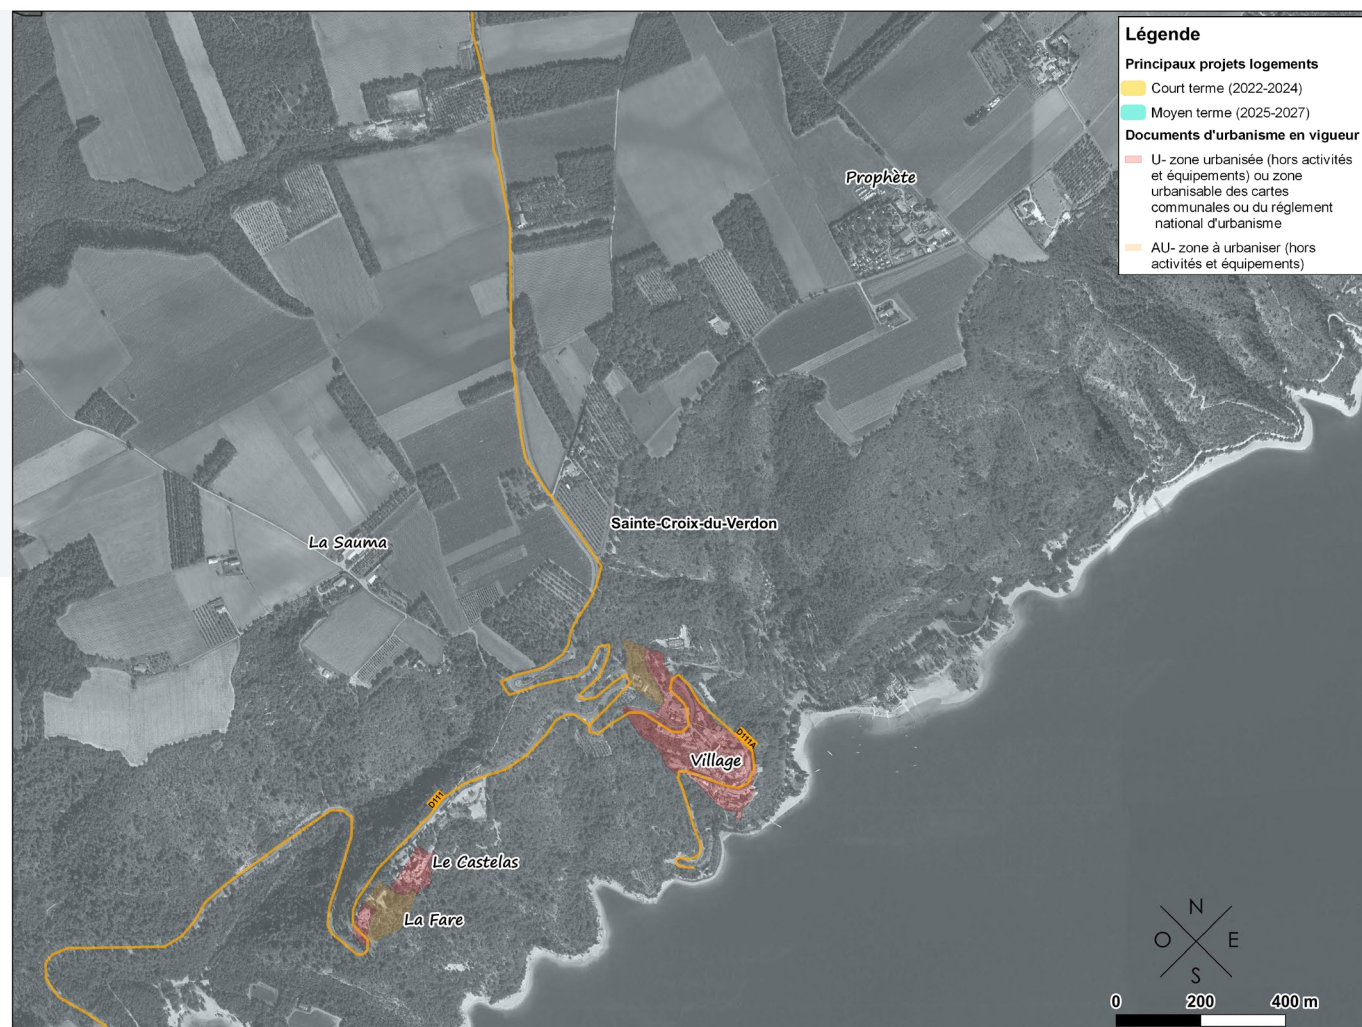 Légende
Principaux projets logements
Court terme (2022-2024)
Moyen terme (2025-2027)
Documents d'urbanisme en vigueur
U- zone urbanisée (hors activités
et équipements) ou zone
urbanisable des cartes
communales ou du réglement
national d'urbanisme
AU- zone à urbaniser (hors
activités et équipements)
Prophète
Sainte-Croix-du-Verdon
La Sauma
D111A
Village
D111
Le Castelas
La Fare
N
O E
S
0 200 400 m